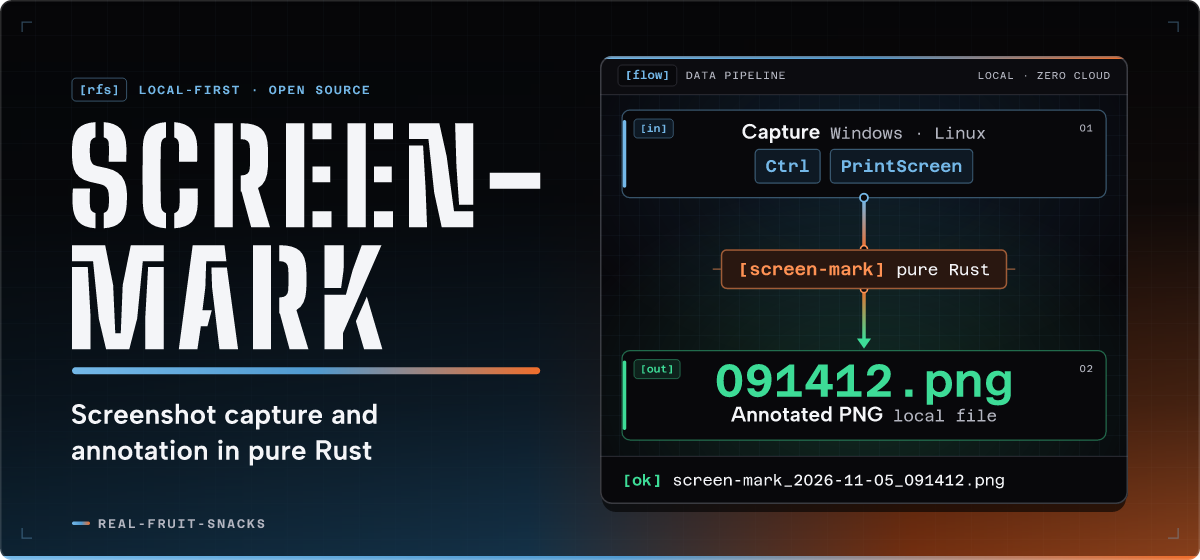 [rfs] LOCAL-FIRST · OPEN SOURCE
SCREEN-
MARK
Screenshot capture and
annotation in pure Rust
REAL-FRUIT-SNACKS
[flow] DATA PIPELINE
LOCAL · ZERO CLOUD
[in]
Capture Windows · Linux
01
Ctrl PrintScreen
[screen-mark] pure Rust
[out]
091412.png
02
Annotated PNG local file
[ok] screen-mark_2026-11-05_091412.png